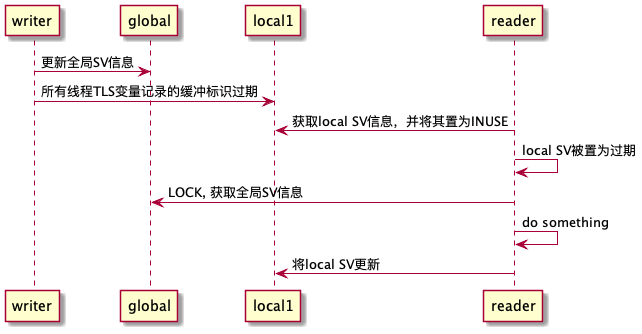 writer
global
local1
reader
更新全局SV信息
所有线程TLS变量记录的缓冲标识过期
获取local SV信息，并将其置为INUSE
local SV被置为过期
LOCK, 获取全局SV信息
do something
将local SV更新
writer
global
local1
reader